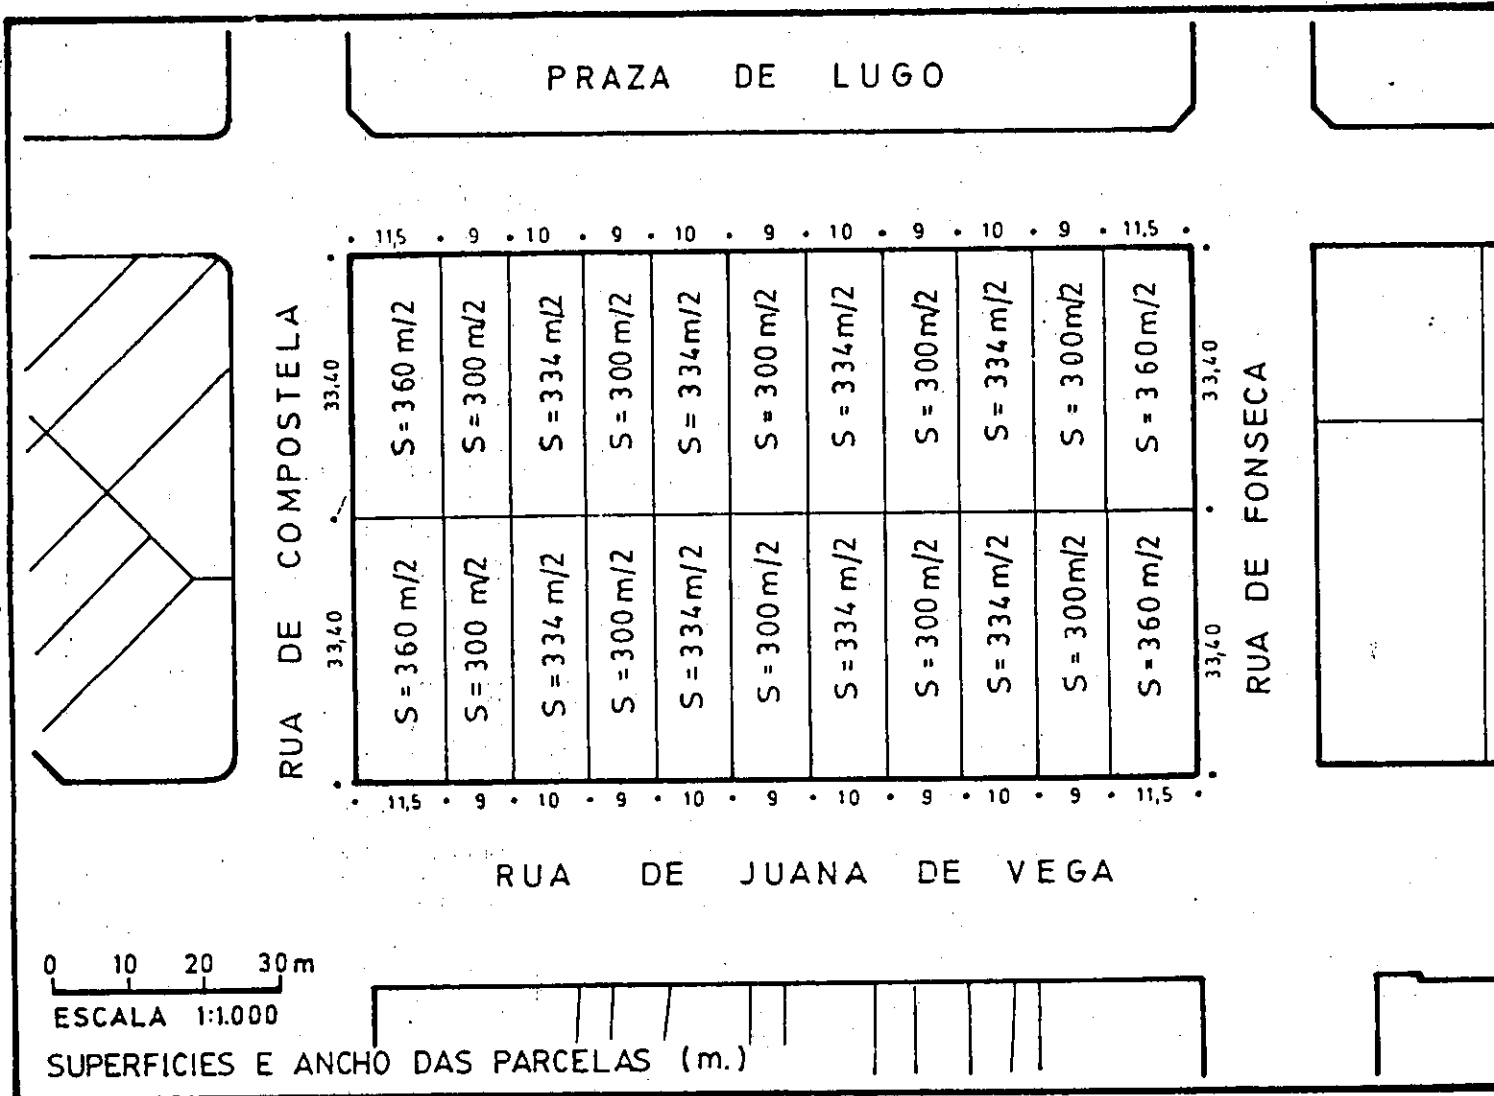 PRAZA DE LUGO
11,5 9 10 9 10 9 10 9 10 9 11,5
RUA DE COMPOSTELA
33,40
33,40
S=360 m/2
S=300 m/2
S=334 m/2
S=300 m/2
S=334 m/2
S=300 m/2
S=334 m/2
S=300 m/2
S=334 m/2
S=300 m/2
S=360 m/2
33,40
33,40
RUA DE FONSECA
S=360 m/2
S=300 m/2
S=334 m/2
S=300 m/2
S=334 m/2
S=300 m/2
S=334 m/2
S=300 m/2
S=334 m/2
S=300 m/2
S=360 m/2
11,5 9 10 9 10 9 10 9 10 9 11,5
RUA DE JUANA DE VEGA
0 10 20 30 m
ESCALA 1:1.000
SUPERFICIES E ANCHO DAS PARCELAS (m.)